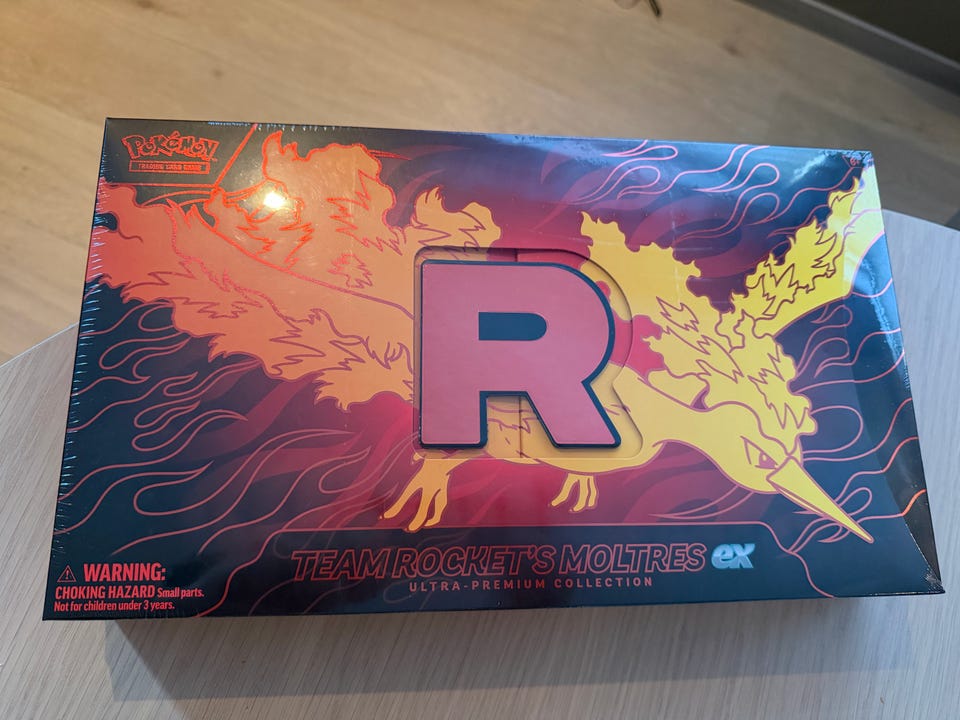 POKéMON
TRADING CARD GAME
6+
R
TEAM ROCKET'S MOLTRES ex
ULTRA-PREMIUM COLLECTION
WARNING:
CHOKING HAZARD Small parts.
Not for children under 3 years.